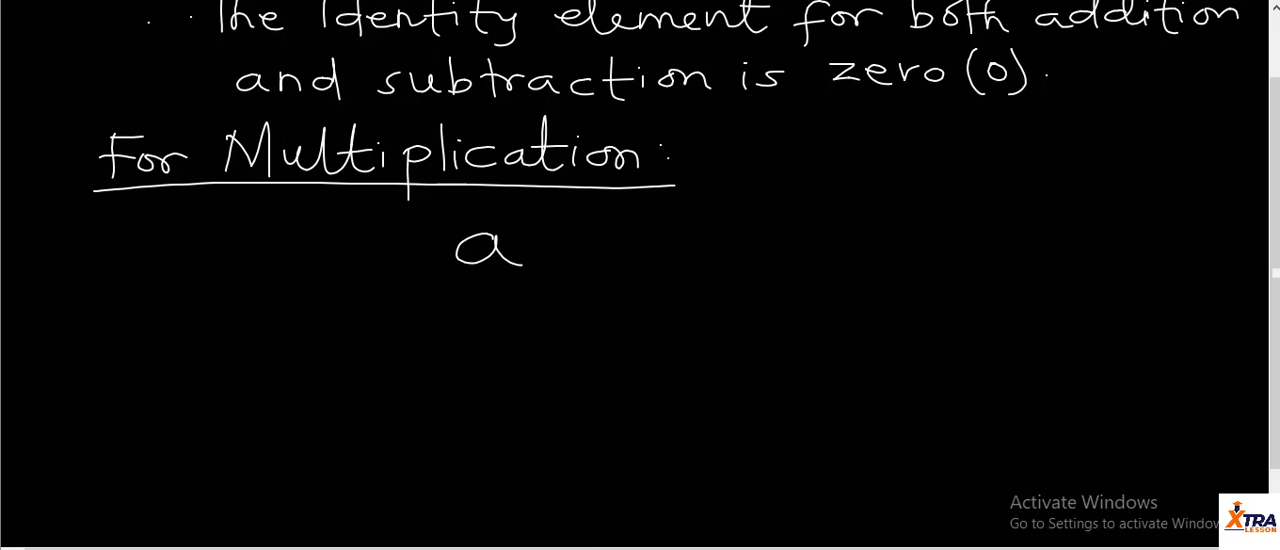 The Identity element for both addition
and subtraction is zero (0).
For Multiplication:
a
Activate Windows
Go to Settings to activate Window
XTRA
LESSON